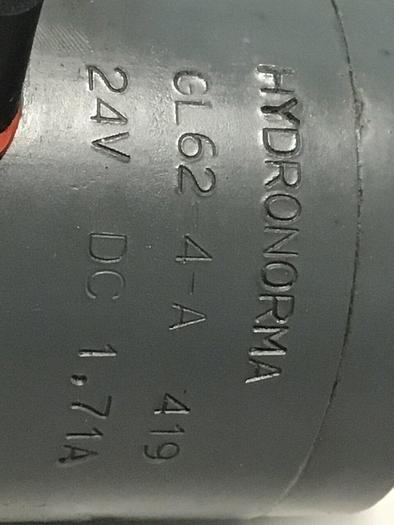 HYDRONORMA
GL62-4-A 419
24V DC 1,71A